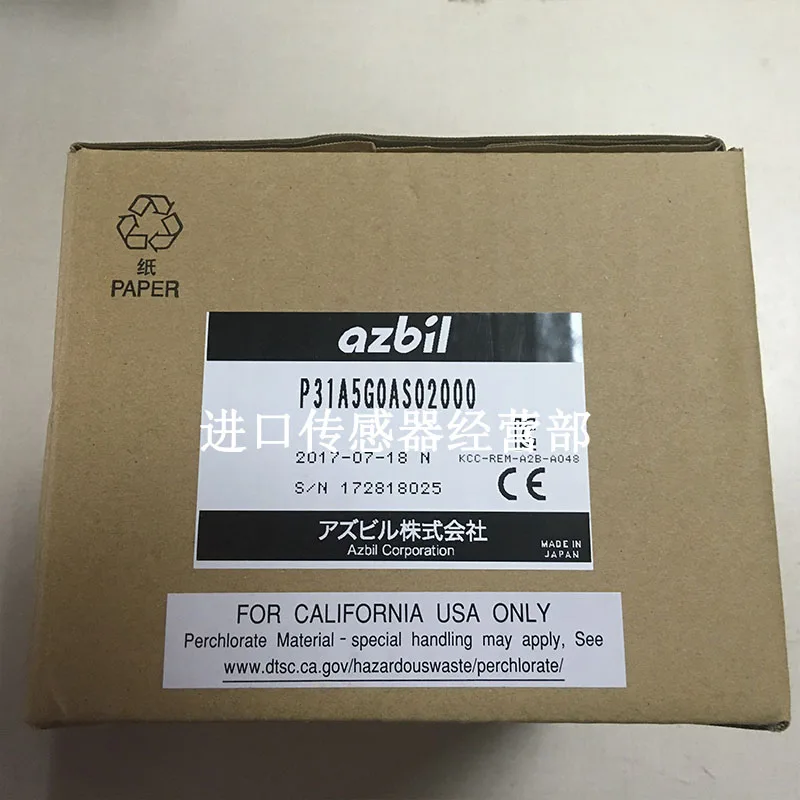 纸
PAPER
azbil
P31A5G0AS02000
进口传感器经营部
2017-07-18 N
KCC-REM-A2B-A048
S/N 172818025
CE
アズビル株式会社
Azbil Corporation
MADE IN
JAPAN
FOR CALIFORNIA USA ONLY
Perchlorate Material - special handling may apply, See
www.dtsc.ca.gov/hazardouswaste/perchlorate/